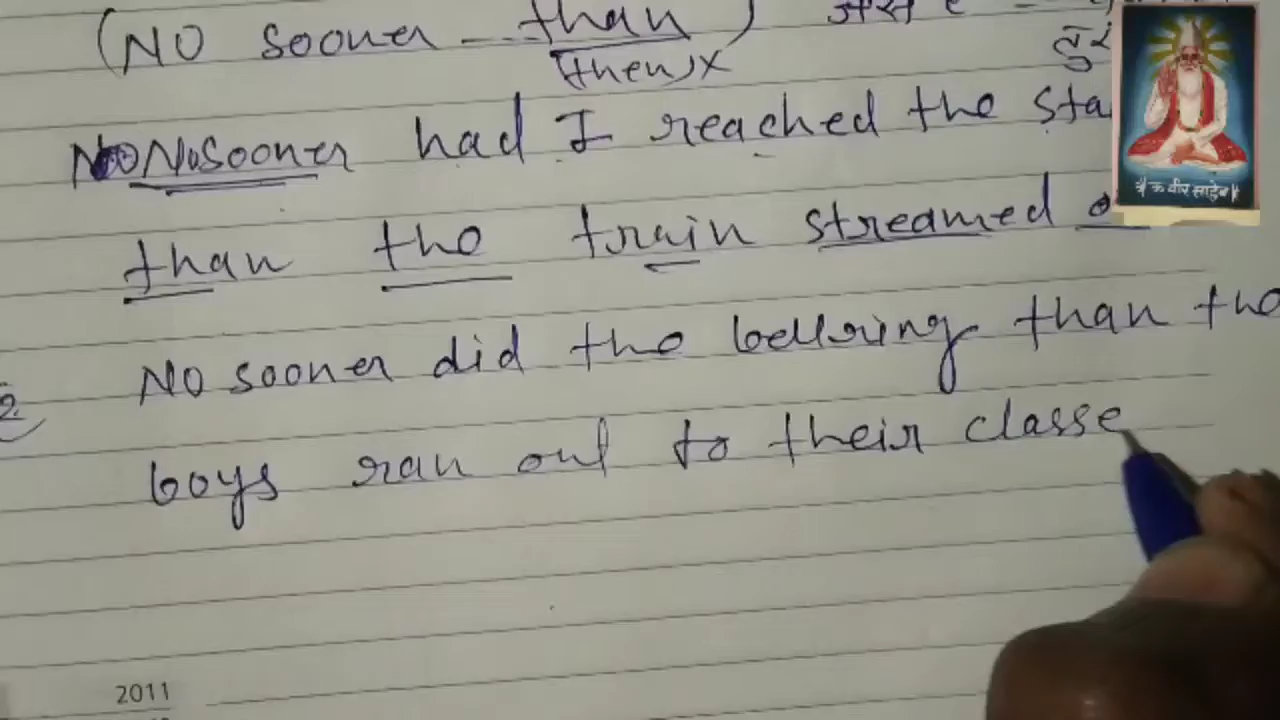 (NO sooner ... than)
(then)X
No sooner had I reached the sta
than the train streamed
2. No sooner did the bellring than the
boys ran out to their classe
2011